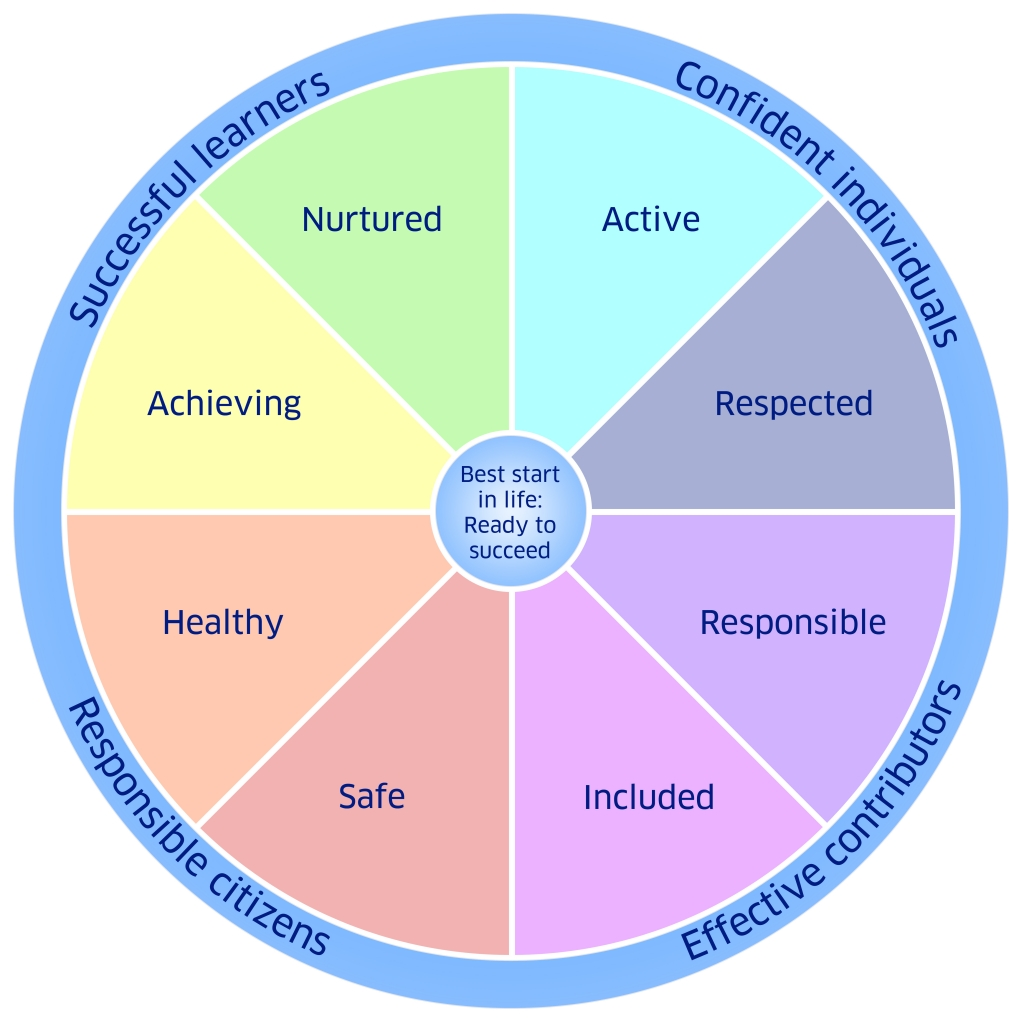 Successful learners
Confident individuals
Nurtured
Active
Achieving
Respected
Best start
in life:
Ready to
succeed
Healthy
Responsible
Safe
Included
Responsible citizens
Effective contributors